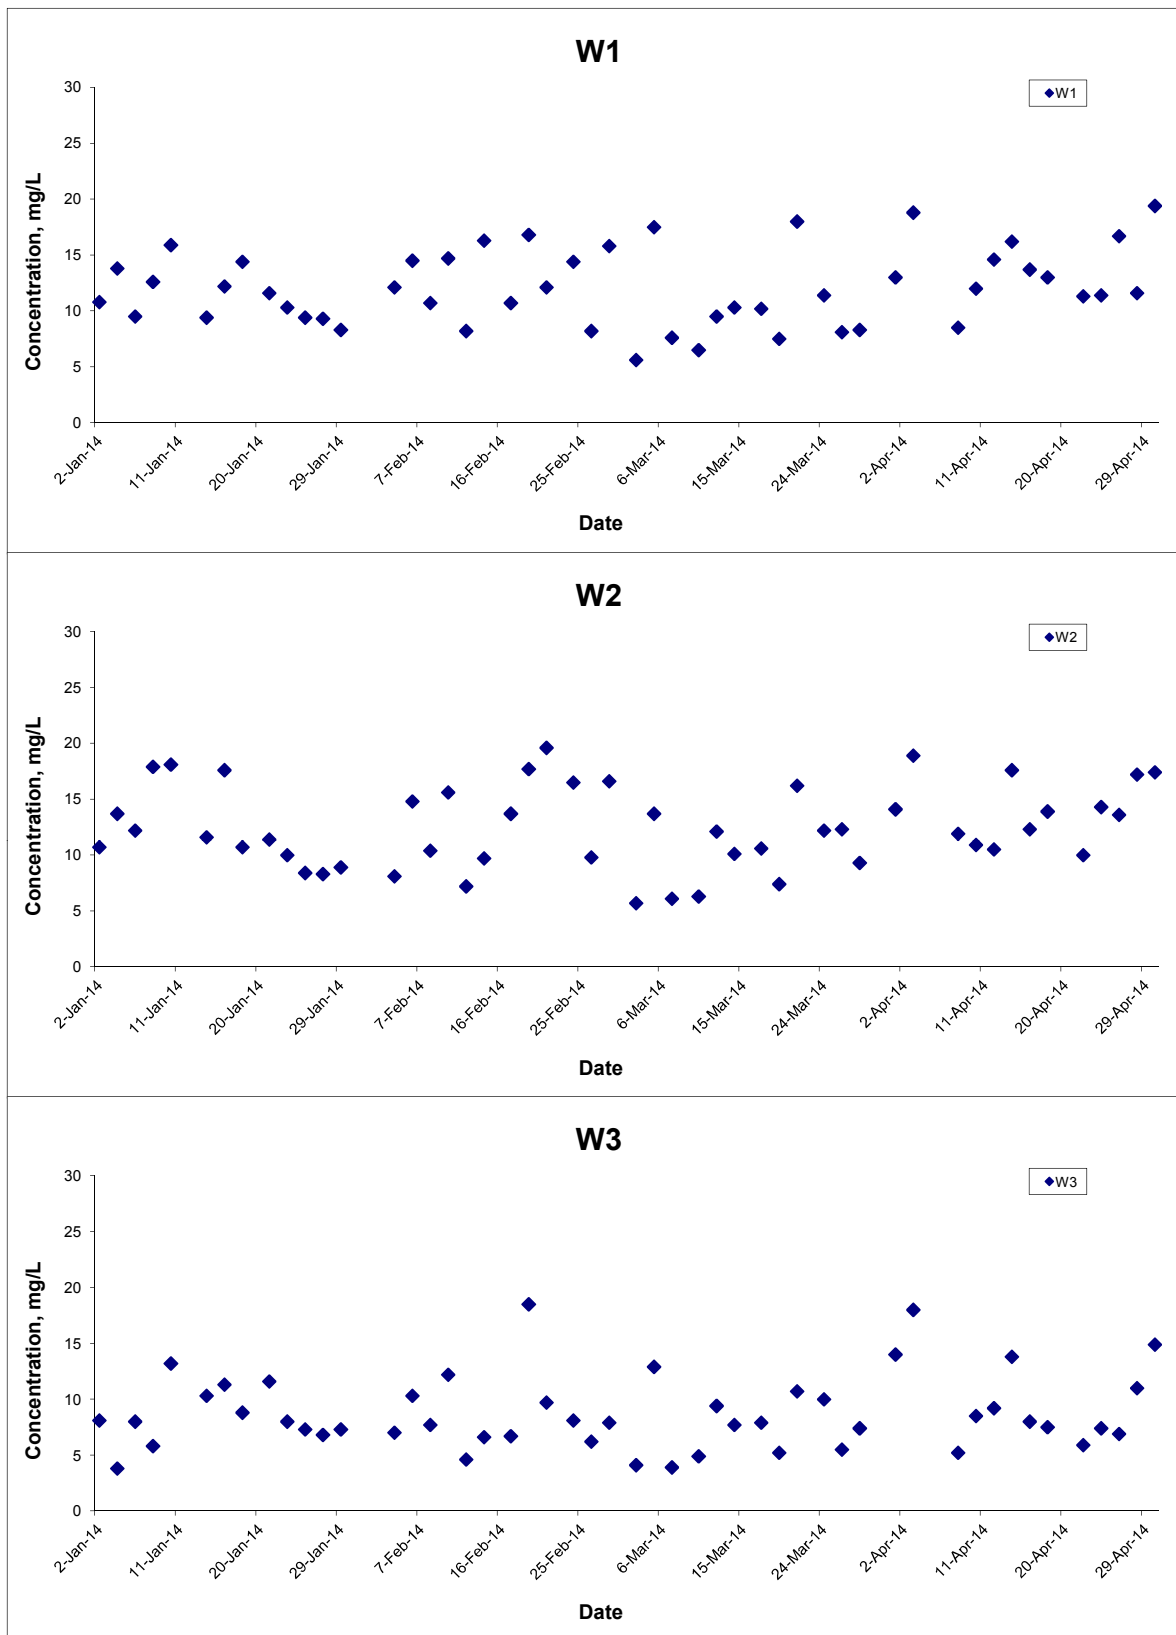 W1
W1
30
25
20
15
10
5
0
Concentration, mg/L
2-Jan-14
11-Jan-14
20-Jan-14
29-Jan-14
7-Feb-14
16-Feb-14
25-Feb-14
6-Mar-14
15-Mar-14
24-Mar-14
2-Apr-14
11-Apr-14
20-Apr-14
29-Apr-14
Date
W2
W2
30
25
20
15
10
5
0
Concentration, mg/L
2-Jan-14
11-Jan-14
20-Jan-14
29-Jan-14
7-Feb-14
16-Feb-14
25-Feb-14
6-Mar-14
15-Mar-14
24-Mar-14
2-Apr-14
11-Apr-14
20-Apr-14
29-Apr-14
Date
W3
W3
30
25
20
15
10
5
0
Concentration, mg/L
2-Jan-14
11-Jan-14
20-Jan-14
29-Jan-14
7-Feb-14
16-Feb-14
25-Feb-14
6-Mar-14
15-Mar-14
24-Mar-14
2-Apr-14
11-Apr-14
20-Apr-14
29-Apr-14
Date